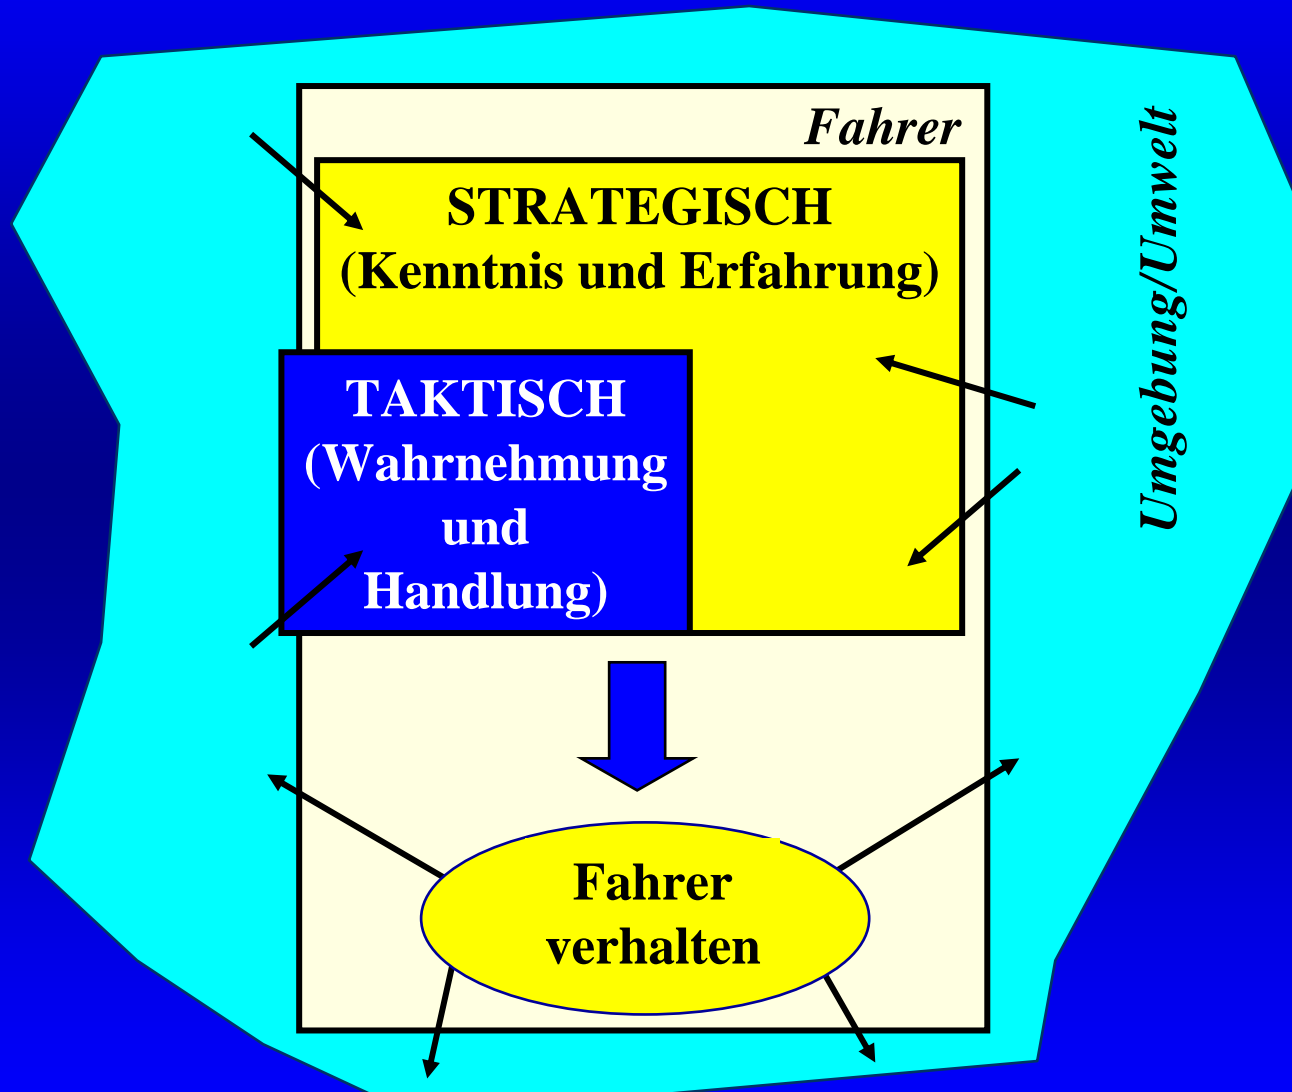 Fahrer
STRATEGISCH
(Kenntnis und Erfahrung)
TAKTISCH
(Wahrnehmung
und
Handlung)
Umgebung/Umwelt
Fahrer
verhalten